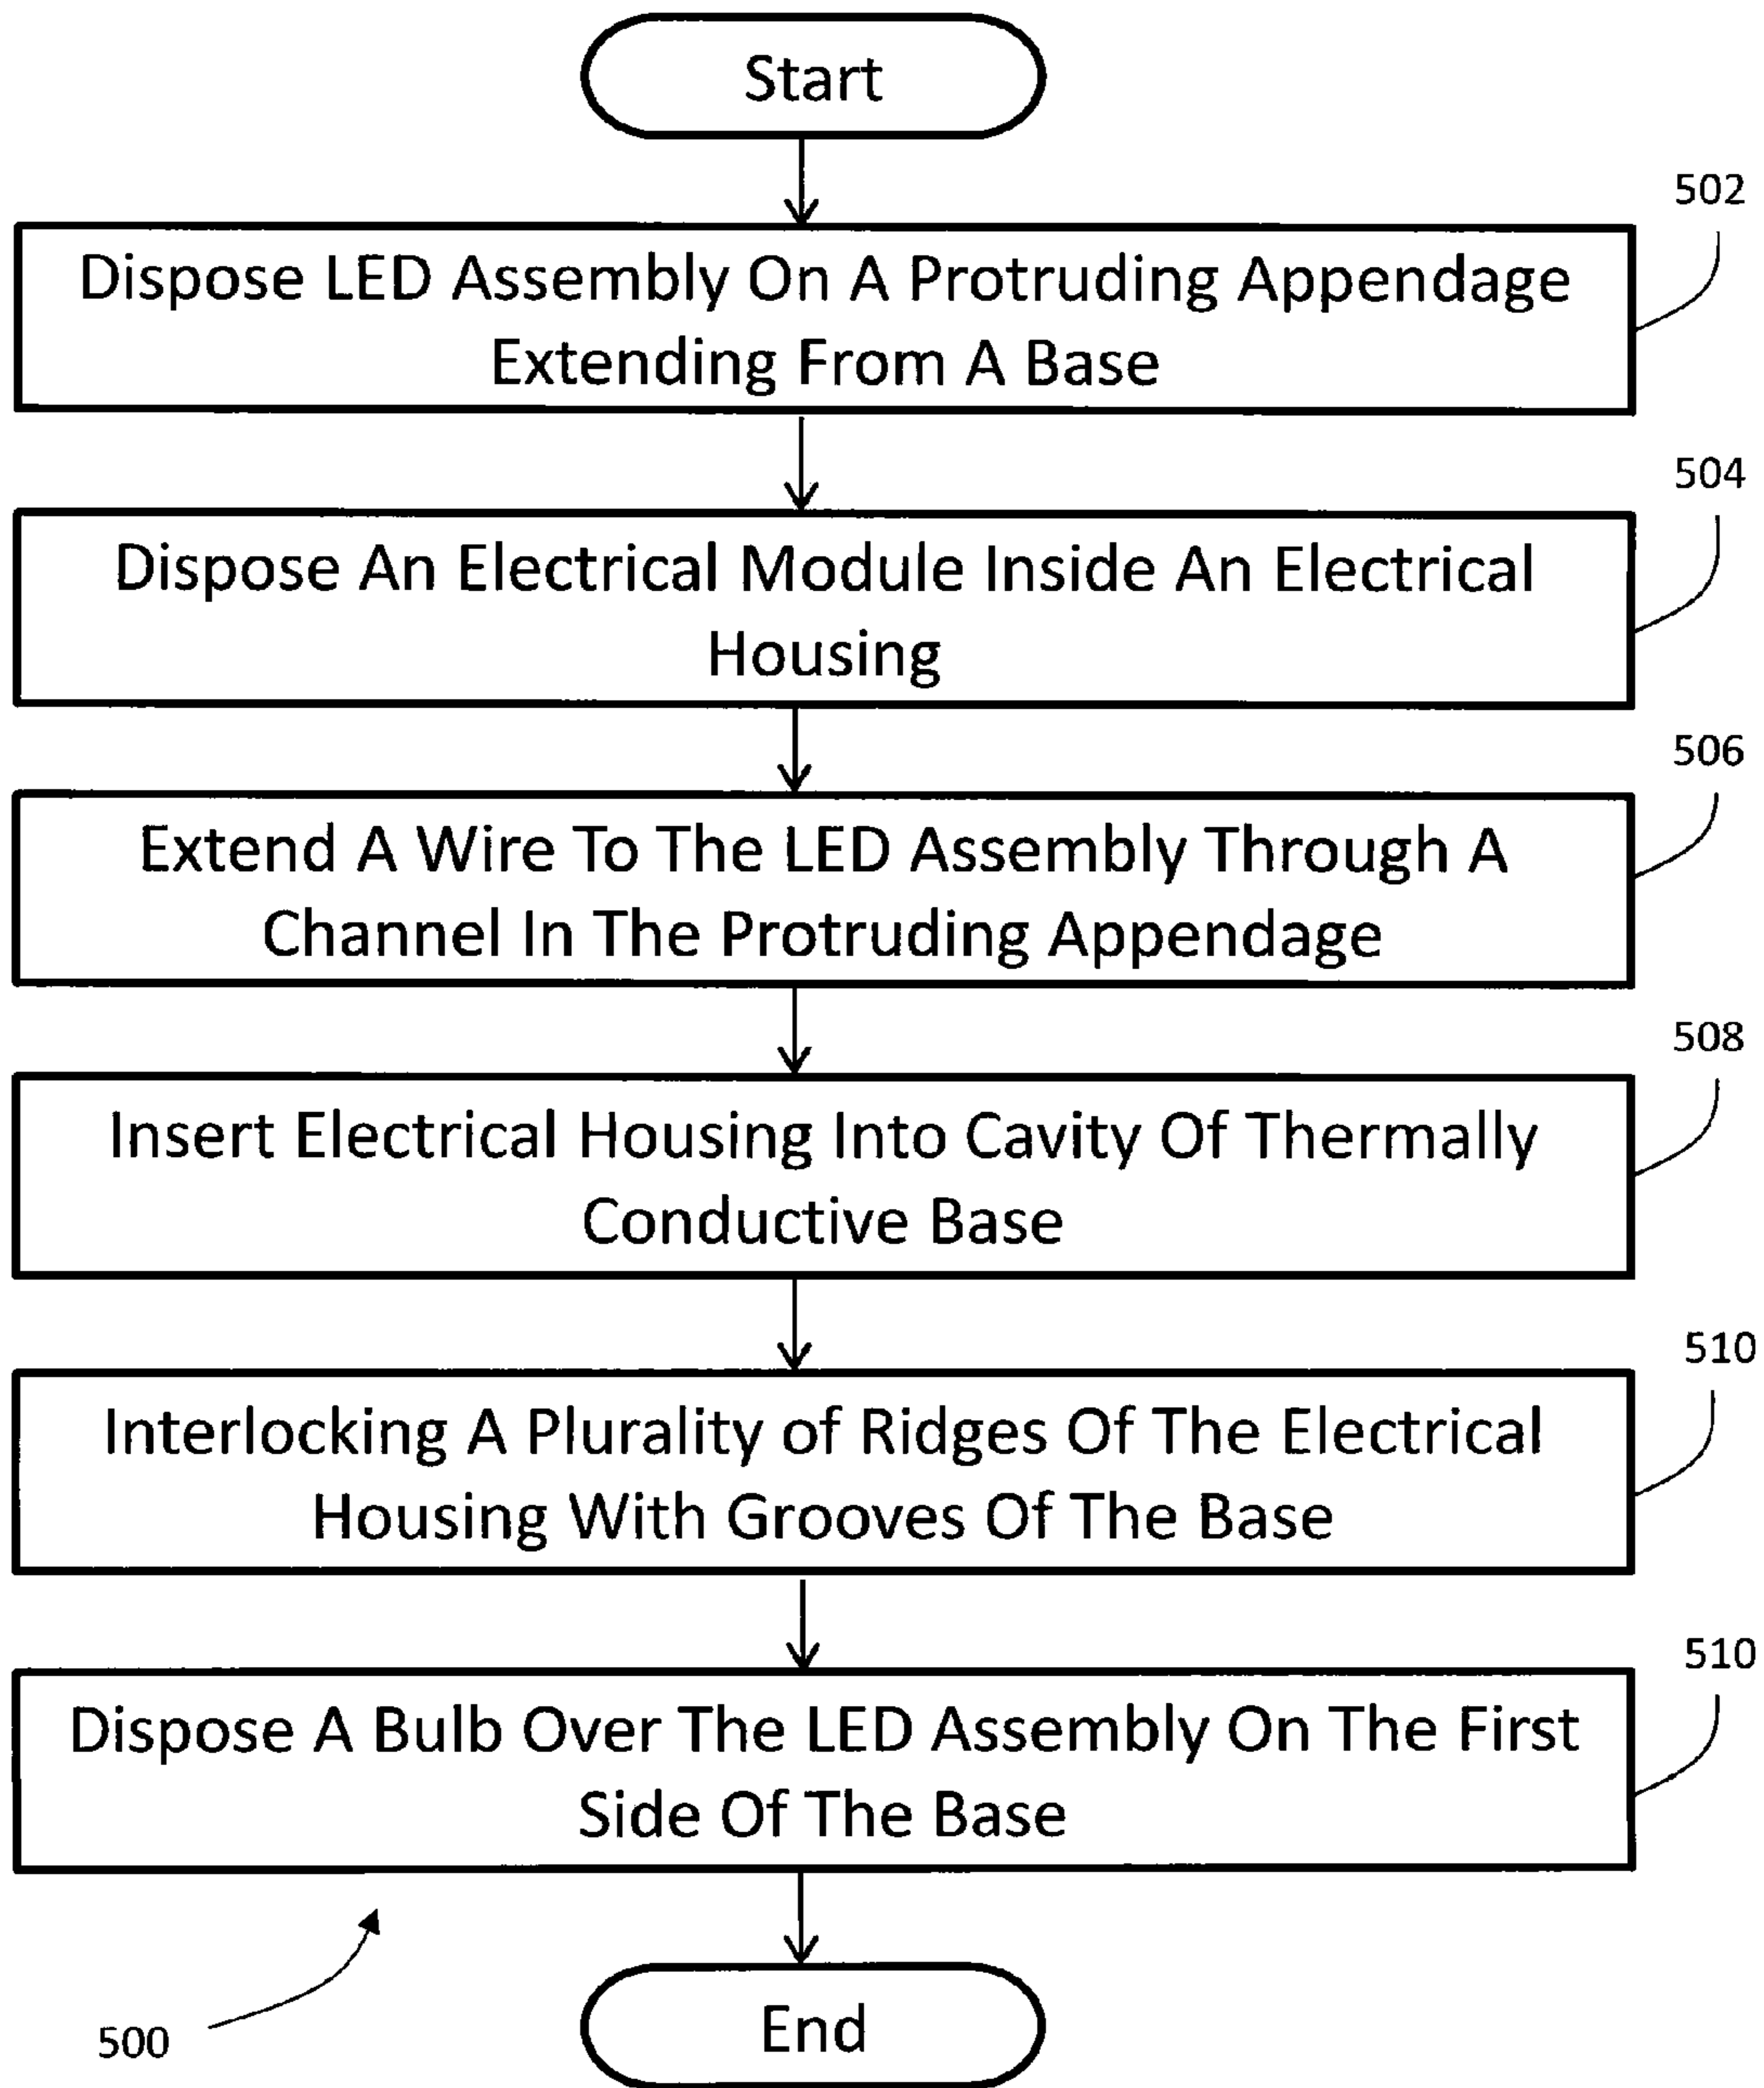 Start
502
Dispose LED Assembly On A Protruding Appendage
Extending From A Base
504
Dispose An Electrical Module Inside An Electrical
Housing
506
Extend A Wire To The LED Assembly Through A
Channel In The Protruding Appendage
508
Insert Electrical Housing Into Cavity Of Thermally
Conductive Base
510
Interlocking A Plurality of Ridges Of The Electrical
Housing With Grooves Of The Base
510
Dispose A Bulb Over The LED Assembly On The First
Side Of The Base
500
End